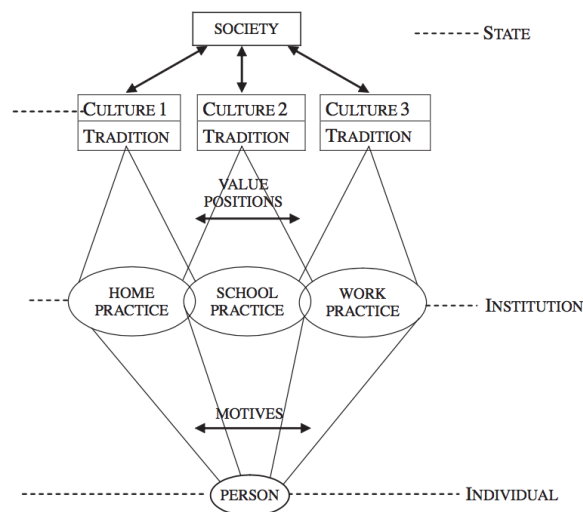 SOCIETY
STATE
CULTURE 1
CULTURE 2
CULTURE 3
TRADITION
TRADITION
TRADITION
VALUE
POSITIONS
HOME
PRACTICE
SCHOOL
PRACTICE
WORK
PRACTICE
INSTITUTION
MOTIVES
PERSON
INDIVIDUAL